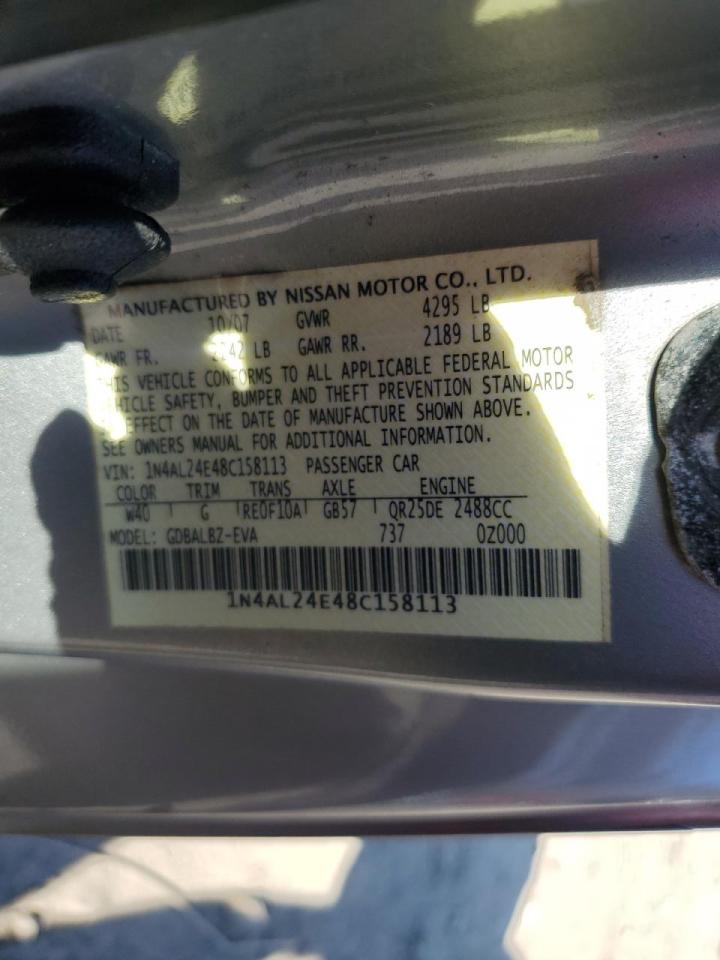 MANUFACTURED BY NISSAN MOTOR CO., LTD.
DATE 10/07 GVWR 4295 LB
GAWR FR. 2142 LB GAWR RR. 2189 LB
THIS VEHICLE CONFORMS TO ALL APPLICABLE FEDERAL MOTOR
VEHICLE SAFETY, BUMPER AND THEFT PREVENTION STANDARDS
IN EFFECT ON THE DATE OF MANUFACTURE SHOWN ABOVE.
SEE OWNERS MANUAL FOR ADDITIONAL INFORMATION.
VIN: 1N4AL24E48C158113 PASSENGER CAR
COLOR TRIM TRANS AXLE ENGINE
W40 G RE0F10A GB57 QR25DE 2488CC
MODEL: GDBALBZ-EVA 737 0Z000
1N4AL24E48C158113